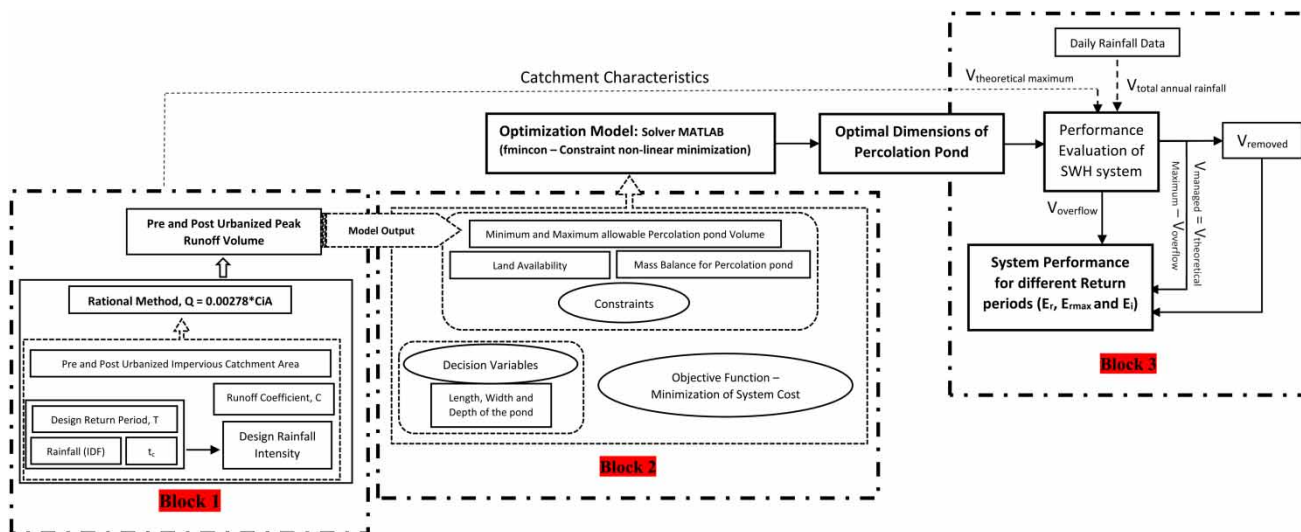 Catchment Characteristics
Pre and Post Urbanized Peak
Runoff Volume
Rational Method, Q = 0.00278*CiA
Pre and Post Urbanized Impervious Catchment Area
Runoff Coefficient, C
Design Return Period, T
Rainfall (IDF)
tc
Design Rainfall
Intensity
Block 1
Model Output
Optimization Model: Solver MATLAB
(fmincon – Constraint non-linear minimization)
Minimum and Maximum allowable Percolation pond Volume
Land Availability
Mass Balance for Percolation pond
Constraints
Decision Variables
Length, Width and
Depth of the pond
Objective Function –
Minimization of System Cost
Block 2
Optimal Dimensions of
Percolation Pond
Daily Rainfall Data
Vtheoretical maximum
Vtotal annual rainfall
Performance
Evaluation of
SWH system
Vremoved
Voverflow
Vmanaged = Vtheoretical
Maximum – Voverflow
System Performance
for different Return
periods (Er, Ermax and Ei)
Block 3